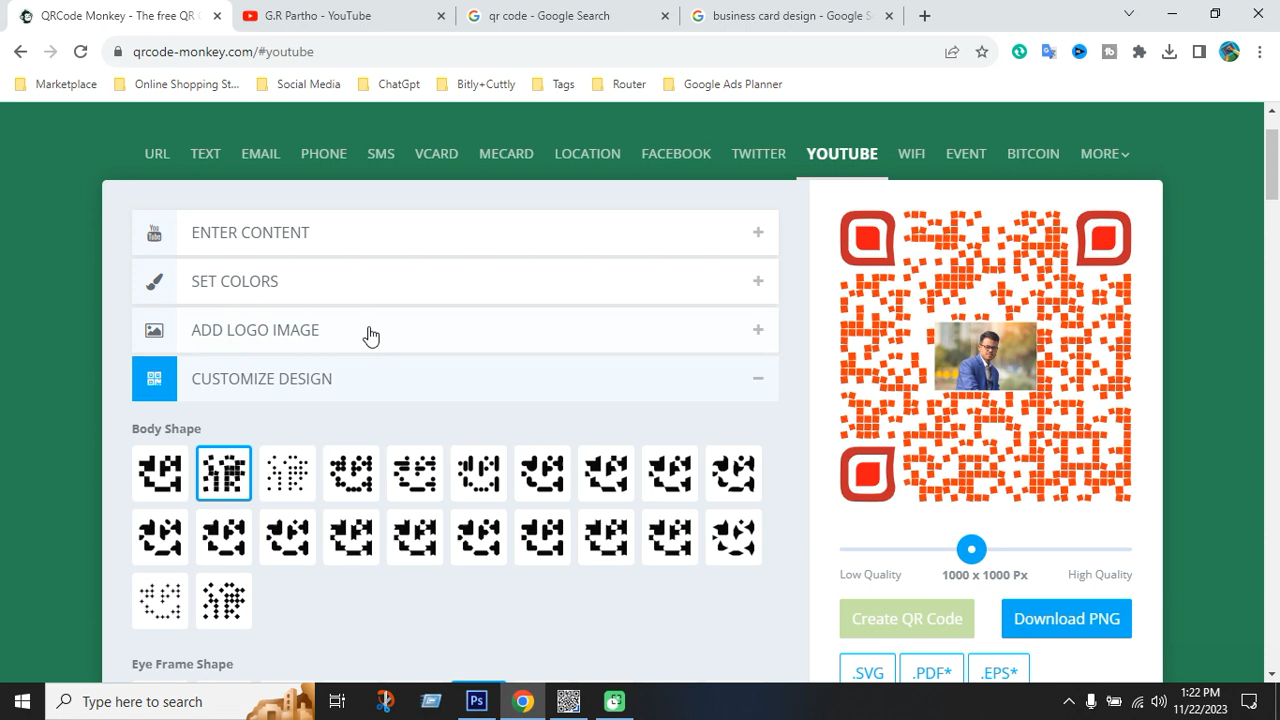 QRCode Monkey - The free QR C
G.R Partho - YouTube
qr code - Google Search
business card design - Google S
qrcode-monkey.com/#youtube
Marketplace
Online Shopping St...
Social Media
ChatGpt
Bitly+Cuttly
Tags
Router
Google Ads Planner
URL TEXT EMAIL PHONE SMS VCARD MECARD LOCATION FACEBOOK TWITTER YOUTUBE WIFI EVENT BITCOIN MORE
You Tube
ENTER CONTENT
SET COLORS
ADD LOGO IMAGE
CUSTOMIZE DESIGN
Body Shape
Eye Frame Shape
Low Quality 1000 x 1000 Px High Quality
Create QR Code Download PNG
.SVG .PDF* .EPS*
Type here to search
Ps
1:22 PM
11/22/2023